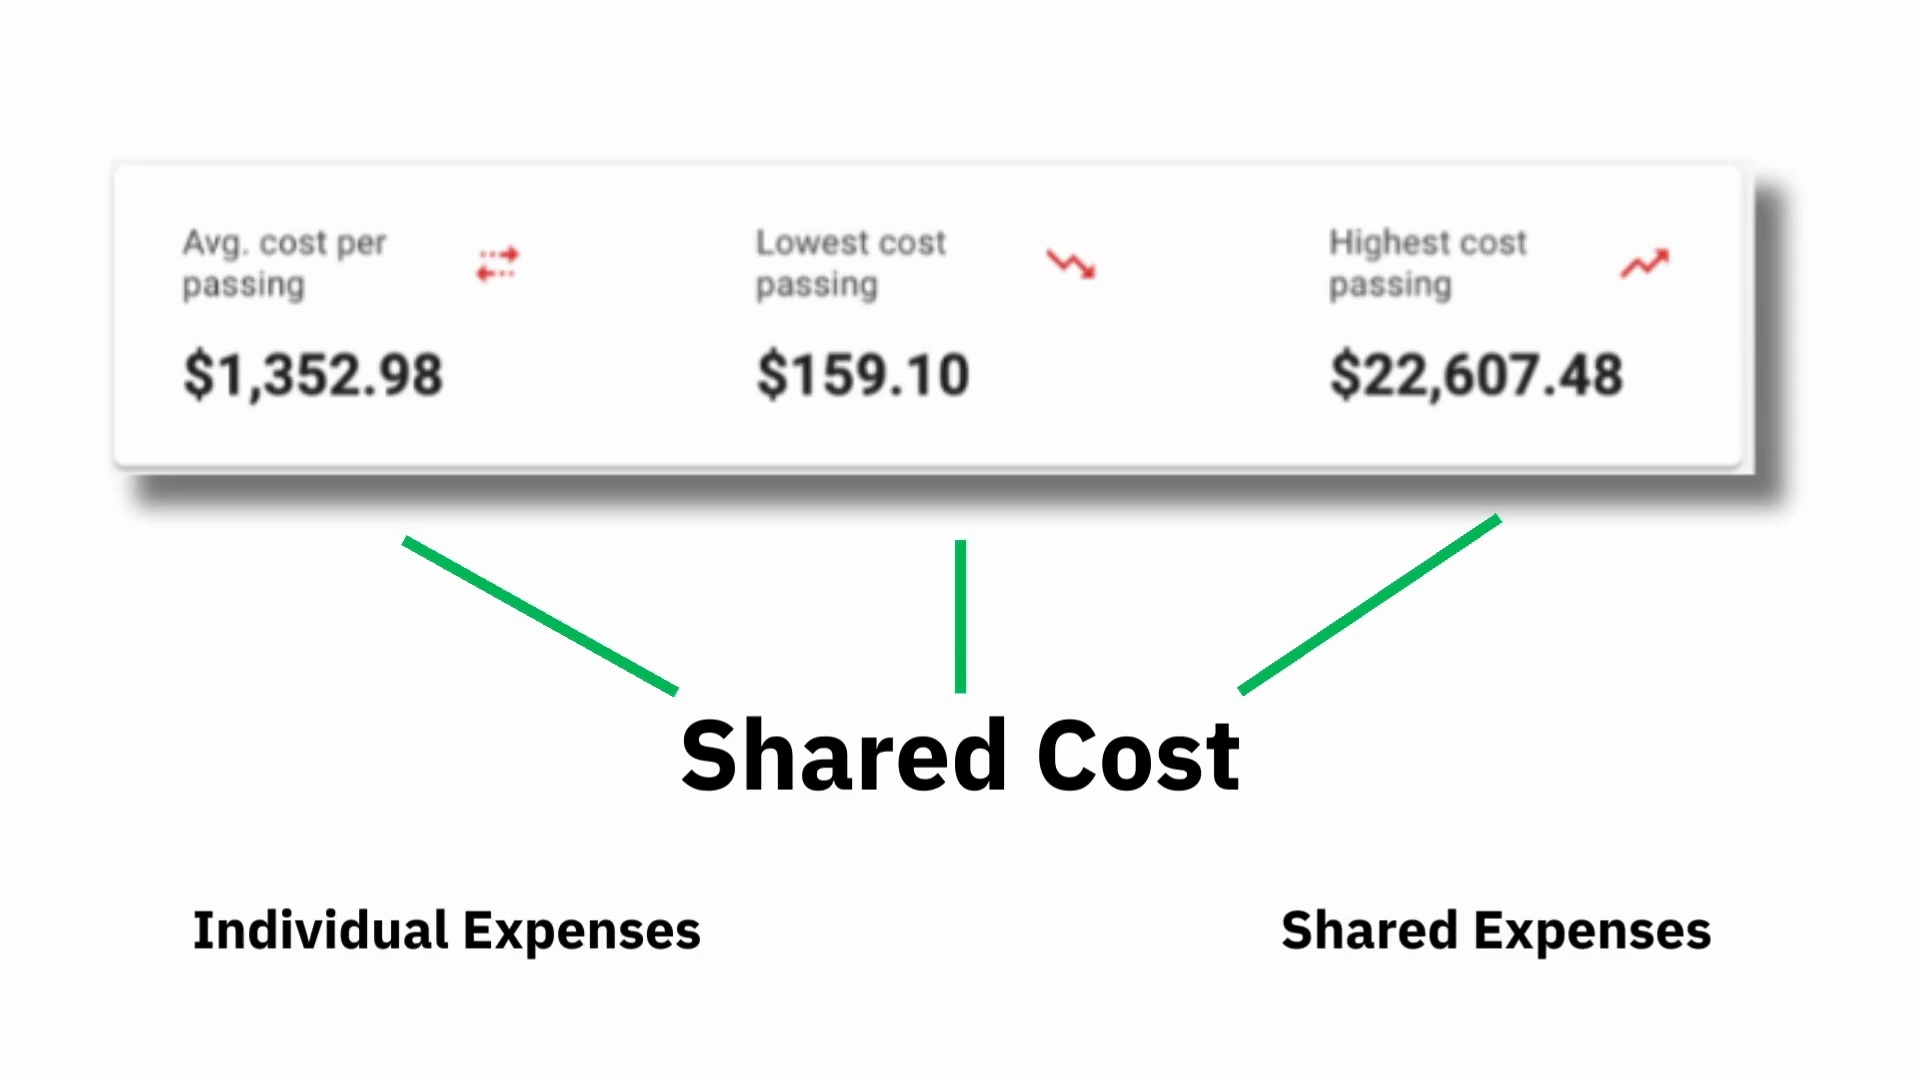 Avg. cost per
passing
$1,352.98
Lowest cost
passing
$159.10
Highest cost
passing
$22,607.48
Shared Cost
Individual Expenses
Shared Expenses